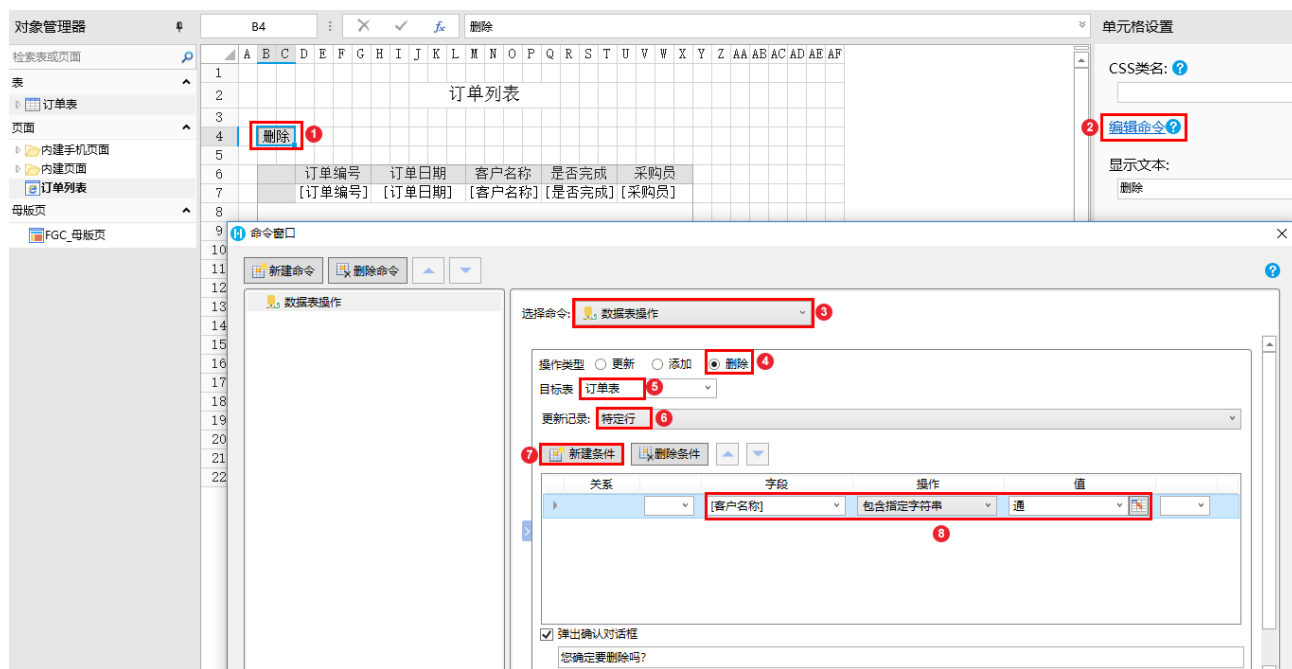 对象管理器
B4
fx 删除
单元格设置
检索表或页面
A B C D E F G H I J K L M N O P Q R S T U V W X Y Z AA AB AC AD AE AF
CSS类名: ?
表
订单表
页面
内建手机页面
内建页面
订单列表
母版页
FGC_母版页
1
2
订单列表
3
4
删除
1
2
编辑命令?
5
显示文本:
删除
6
订单编号 订单日期 客户名称 是否完成 采购员
7
[订单编号] [订单日期] [客户名称] [是否完成] [采购员]
8
9
10
11
12
13
14
15
16
17
18
19
20
21
22
命令窗口
新建命令 删除命令
?
数据表操作
选择命令: 数据表操作 3
操作类型 更新 添加 删除 4
目标表 订单表 5
更新记录: 特定行 6
7 新建条件 删除条件
关系 字段 操作 值
[客户名称] 包含指定字符串 通
8
弹出确认对话框
您确定要删除吗?